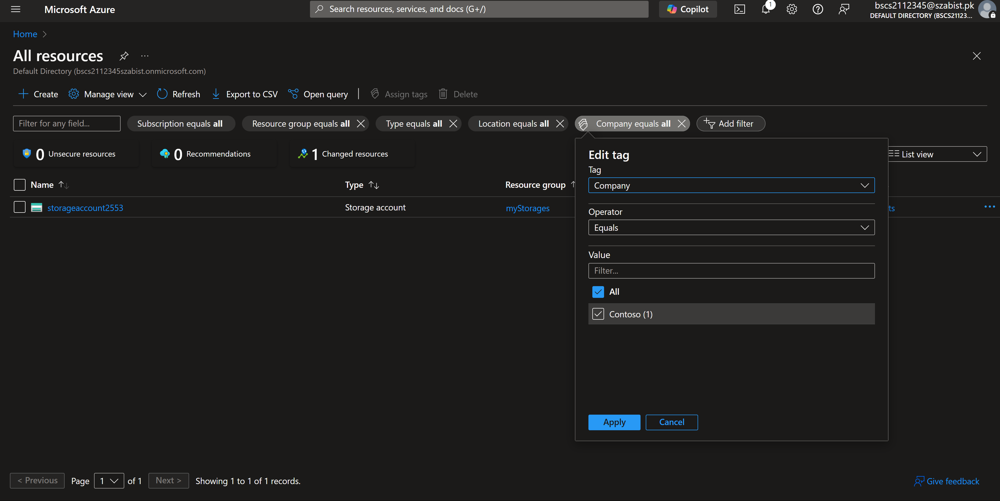 Microsoft Azure
Search resources, services, and docs (G+/)
Copilot
1
bscs2112345@szabist.pk
DEFAULT DIRECTORY (BSCS21123...
Home
All resources
Default Directory (bscs2112345szabist.onmicrosoft.com)
Create
Manage view
Refresh
Export to CSV
Open query
Assign tags
Delete
Filter for any field...
Subscription equals all
Resource group equals all
Type equals all
Location equals all
Company equals all
Add filter
0 Unsecure resources
0 Recommendations
1 Changed resources
List view
Name
Type
Resource group
storageaccount2553
Storage account
myStorages
ts
Edit tag
Tag
Company
Operator
Equals
Value
Filter...
All
Contoso (1)
Apply
Cancel
< Previous
Page 1 of 1
Next >
Showing 1 to 1 of 1 records.
Give feedback